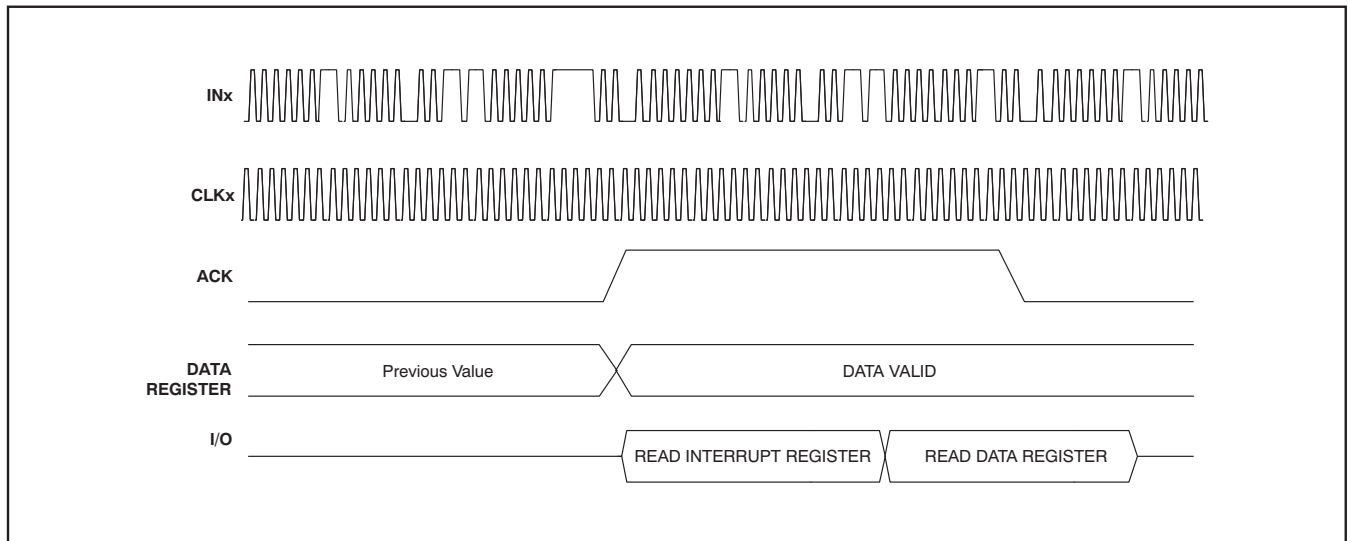 INx
CLKx
ACK
DATA
REGISTER
Previous Value
DATA VALID
I/O
READ INTERRUPT REGISTER
READ DATA REGISTER